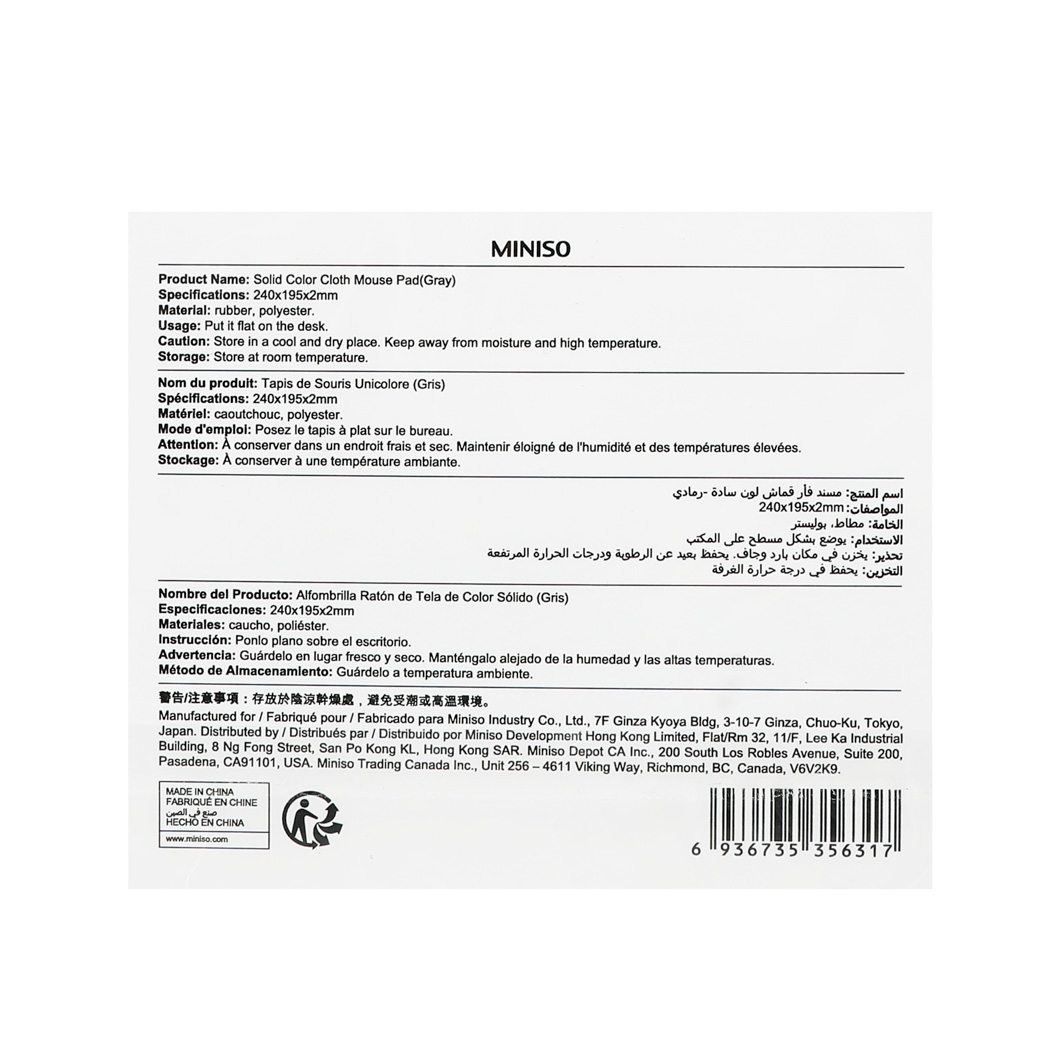 MINISO
Product Name: Solid Color Cloth Mouse Pad(Gray)
Specifications: 240x195x2mm
Material: rubber, polyester.
Usage: Put it flat on the desk.
Caution: Store in a cool and dry place. Keep away from moisture and high temperature.
Storage: Store at room temperature.
Nom du produit: Tapis de Souris Unicolore (Gris)
Spécifications: 240x195x2mm
Matériel: caoutchouc, polyester.
Mode d'emploi: Posez le tapis à plat sur le bureau.
Attention: À conserver dans un endroit frais et sec. Maintenir éloigné de l'humidité et des températures élevées.
Stockage: À conserver à une température ambiante.
اسم المنتج: مسند فأر قماش لون سادة -رمادي
المواصفات: 240x195x2mm
الخامة: مطاط، بوليستر
الاستخدام: يوضع بشكل مسطح على المكتب
تحذير: يخزن في مكان بارد وجاف. يحفظ بعيد عن الرطوبة ودرجات الحرارة المرتفعة
التخزين: يحفظ في درجة حرارة الغرفة
Nombre del Producto: Alfombrilla Ratón de Tela de Color Sólido (Gris)
Especificaciones: 240x195x2mm
Materiales: caucho, poliéster.
Instrucción: Ponlo plano sobre el escritorio.
Advertencia: Guárdelo en lugar fresco y seco. Manténgalo alejado de la humedad y las altas temperaturas.
Método de Almacenamiento: Guárdelo a temperatura ambiente.
警告/注意事項：存放於陰涼幹燥處，避免受潮或高溫環境。
Manufactured for / Fabriqué pour / Fabricado para Miniso Industry Co., Ltd., 7F Ginza Kyoya Bldg, 3-10-7 Ginza, Chuo-Ku, Tokyo,
Japan. Distributed by / Distribués par / Distribuido por Miniso Development Hong Kong Limited, Flat/Rm 32, 11/F, Lee Ka Industrial
Building, 8 Ng Fong Street, San Po Kong KL, Hong Kong SAR. Miniso Depot CA Inc., 200 South Los Robles Avenue, Suite 200,
Pasadena, CA91101, USA. Miniso Trading Canada Inc., Unit 256 – 4611 Viking Way, Richmond, BC, Canada, V6V2K9.
MADE IN CHINA
FABRIQUÉ EN CHINE
صنع في الصين
HECHO EN CHINA
www.miniso.com
6 936735 356317